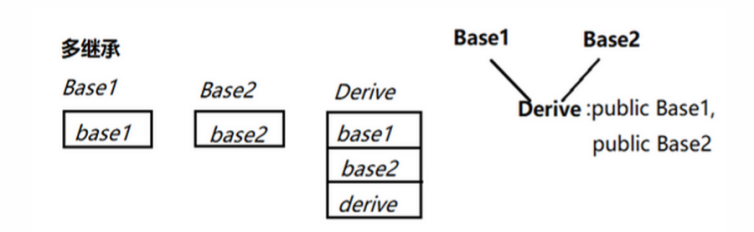 多继承
Base1
Base2
Derive
base1
base2
base1
base2
derive
Base1
Base2
Derive :public Base1,
public Base2